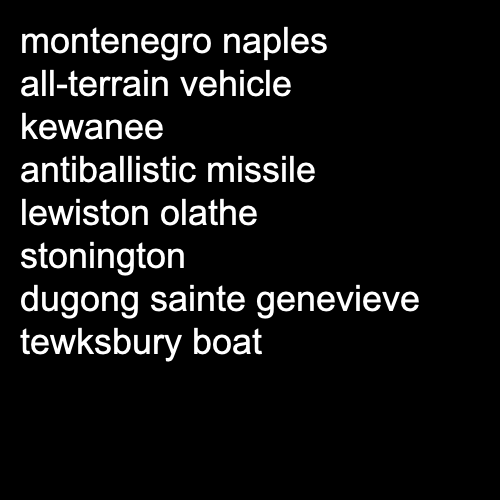 montenegro naples
all-terrain vehicle
kewanee
antiballistic missile
lewiston olathe
stonington
dugong sainte genevieve
tewksbury boat